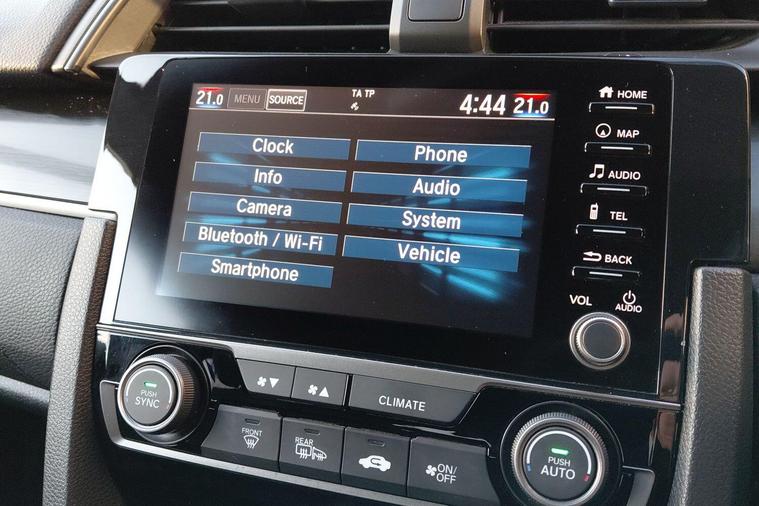 21.0 MENU SOURCE TA TP 4:44 21.0
Clock
Phone
Info
Audio
Camera
System
Bluetooth / Wi-Fi
Vehicle
Smartphone
HOME
MAP
AUDIO
TEL
BACK
VOL
AUDIO
PUSH
SYNC
CLIMATE
FRONT
REAR
ON/
OFF
PUSH
AUTO